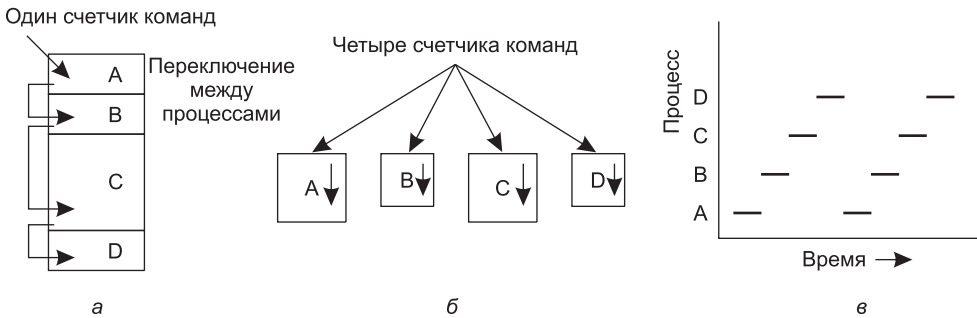 Один счетчик команд
A
B
C
D
Переключение
между
процессами
а
Четыре счетчика команд
A
B
C
D
б
Процесс
D
C
B
A
Время
в